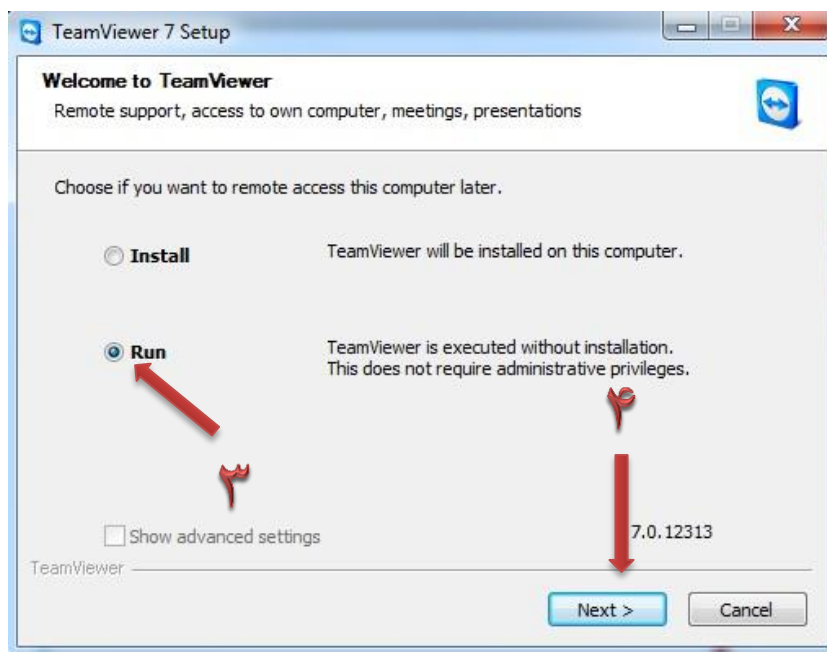 TeamViewer 7 Setup
Welcome to TeamViewer
Remote support, access to own computer, meetings, presentations
Choose if you want to remote access this computer later.
Install
TeamViewer will be installed on this computer.
Run
TeamViewer is executed without installation.
This does not require administrative privileges.
۴
۳
Show advanced settings
7.0.12313
TeamViewer
Next >
Cancel